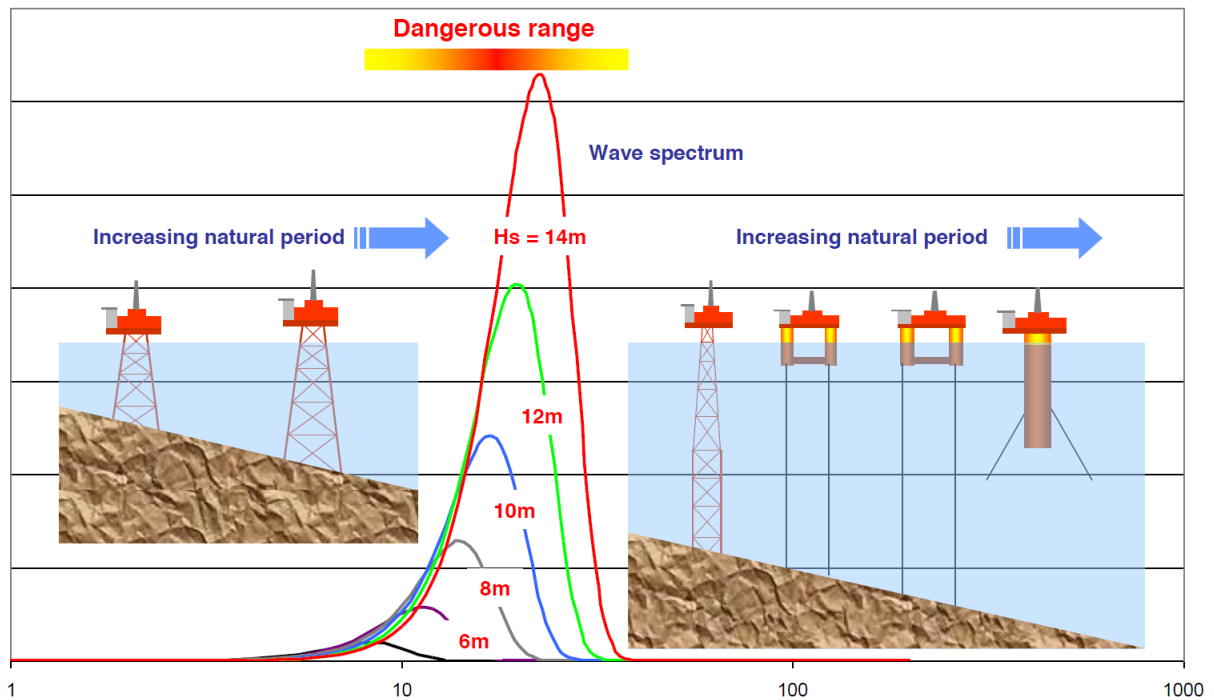 Dangerous range
Wave spectrum
Increasing natural period
Hs = 14m
Increasing natural period
12m
10m
8m
6m
1
10
100
1000